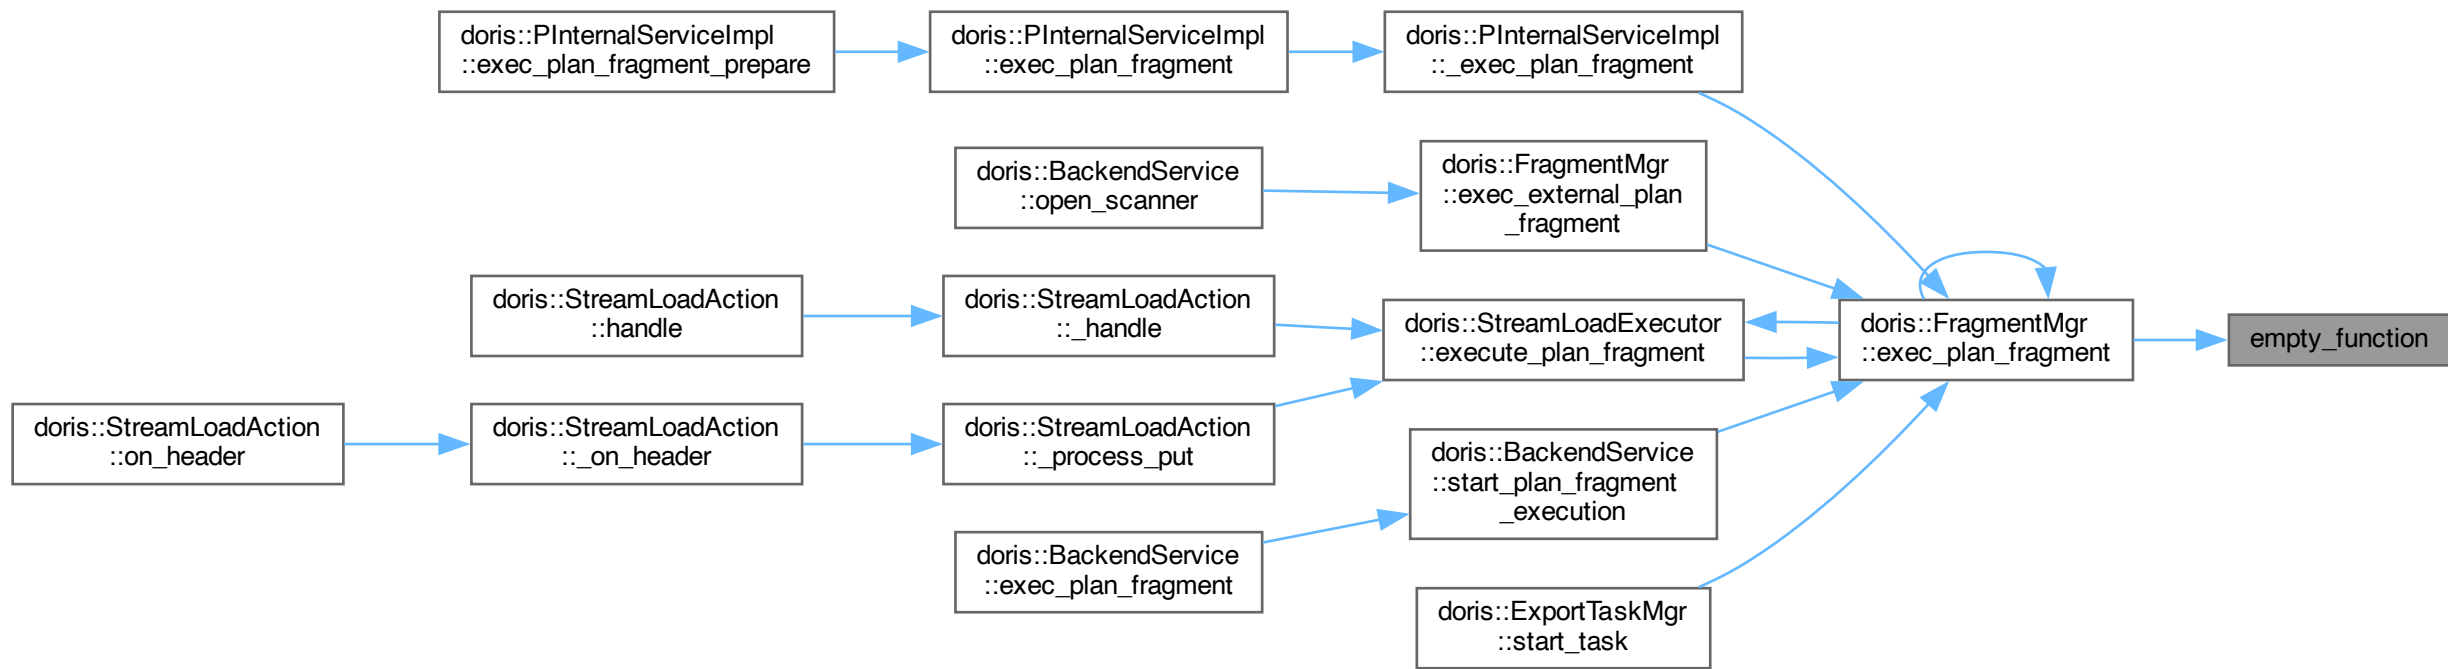 doris::PInternalServiceImpl
::exec_plan_fragment_prepare
doris::PInternalServiceImpl
::exec_plan_fragment
doris::PInternalServiceImpl
::_exec_plan_fragment
doris::BackendService
::open_scanner
doris::FragmentMgr
::exec_external_plan
_fragment
doris::StreamLoadAction
::handle
doris::StreamLoadAction
::_handle
doris::StreamLoadExecutor
::execute_plan_fragment
doris::FragmentMgr
::exec_plan_fragment
empty_function
doris::StreamLoadAction
::on_header
doris::StreamLoadAction
::_on_header
doris::StreamLoadAction
::_process_put
doris::BackendService
::start_plan_fragment
_execution
doris::BackendService
::exec_plan_fragment
doris::ExportTaskMgr
::start_task